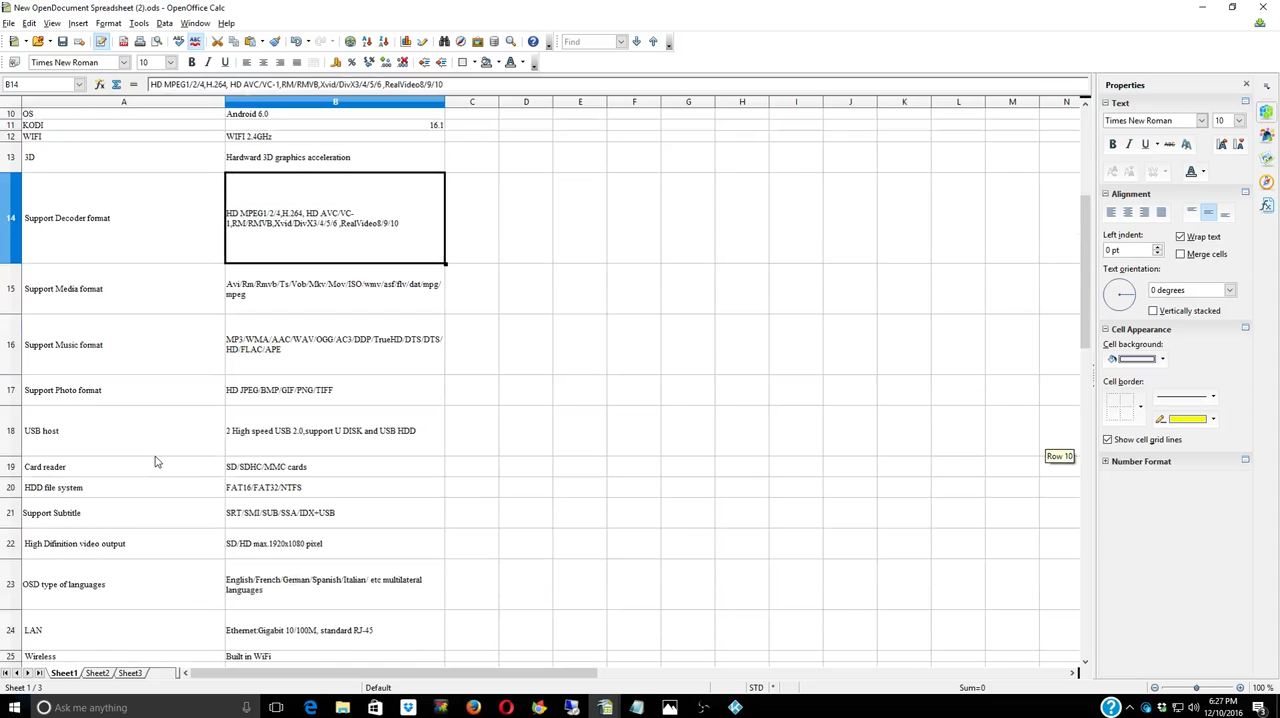 New OpenDocument Spreadsheet (2).ods - OpenOffice Calc
File Edit View Insert Format Tools Data Window Help
Find
Times New Roman 10
B14 HD MPEG1/2/4,H.264, HD AVC/VC-1,RM/RMVB,Xvid/DivX3/4/5/6 ,RealVideo8/9/10
A B C D E F G H I J K L M N
10 OS Android 6.0
11 KODI 16.1
12 WIFI WIFI 2.4GHz
13 3D Hardward 3D graphics acceleration
14 Support Decoder format HD MPEG1/2/4,H.264, HD AVC/VC-
1,RM/RMVB,Xvid/DivX3/4/5/6 ,RealVideo8/9/10
15 Support Media format Avi/Rm/Rmvb/Ts/Vob/Mkv/Mov/ISO/wmv/asf/flv/dat/mpg/
mpeg
16 Support Music format MP3/WMA/AAC/WAV/OGG/AC3/DDP/TrueHD/DTS/DTS/
HD/FLAC/APE
17 Support Photo format HD JPEG/BMP/GIF/PNG/TIFF
18 USB host 2 High speed USB 2.0,support U DISK and USB HDD
19 Card reader SD/SDHC/MMC cards
20 HDD file system FAT16/FAT32/NTFS
21 Support Subtitle SRT/SMI/SUB/SSA/IDX+USB
22 High Difinition video output SD/HD max.1920x1080 pixel
23 OSD type of languages English/French/German/Spanish/Italian/ etc multilateral
languages
24 LAN Ethernet:Gigabit 10/100M, standard RJ-45
25 Wireless Built in WiFi
Row 10
Properties
Text
Times New Roman 10
Alignment
Left indent:
0 pt
Wrap text
Merge cells
Text orientation:
0 degrees
Vertically stacked
Cell Appearance
Cell background:
Cell border:
Show cell grid lines
Number Format
Sheet1 Sheet2 Sheet3
Sheet 1 / 3 Default STD * Sum=0 100 %
Ask me anything
6:27 PM
12/10/2016